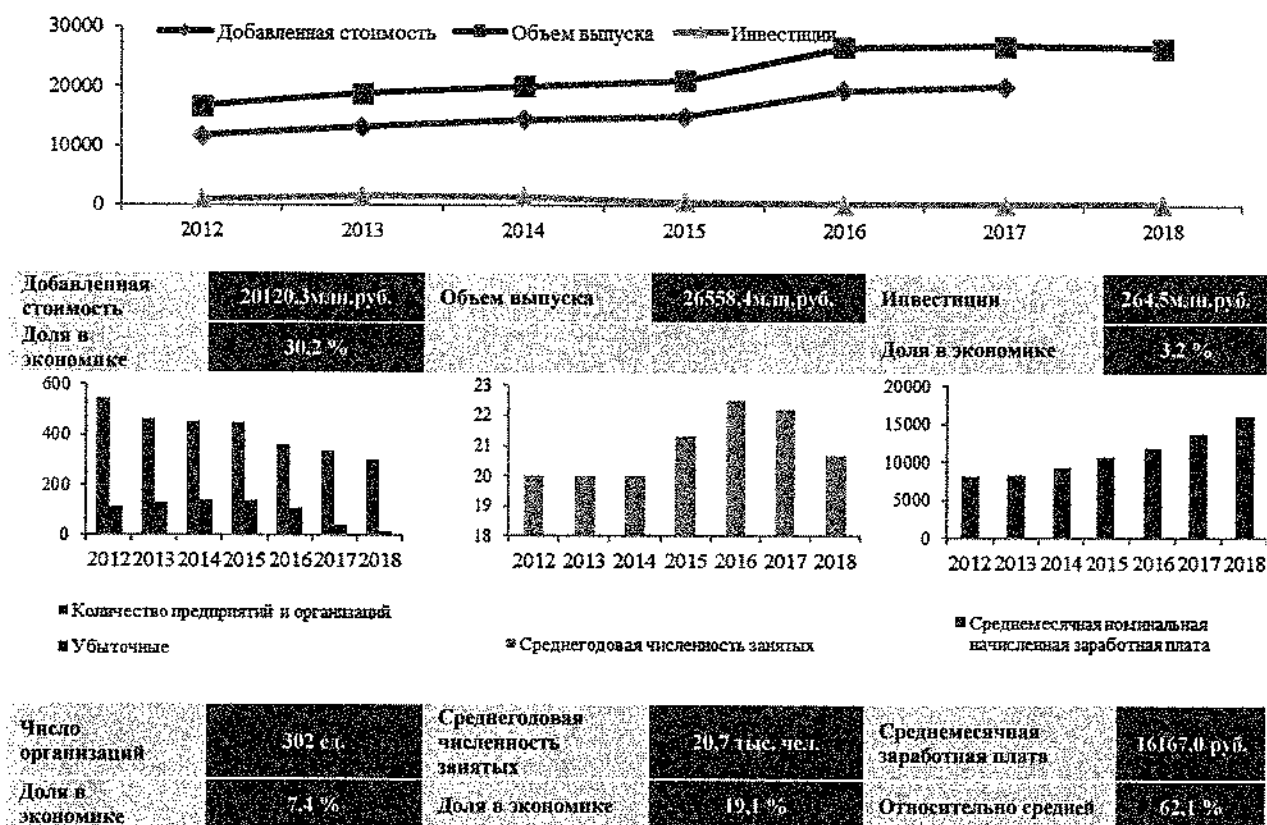 30000
Добавленная стоимость Объем выпуска Инвестиции
20000
10000
0
2012 2013 2014 2015 2016 2017 2018
Добавленная
стоимость
20120.3млн.руб.
Объем выпуска
26558.4млн.руб.
Инвестиции
264.5млн.руб.
Доля в
экономике
30.2 %
Доля в экономике
3.2 %
600
400
200
0
2012 2013 2014 2015 2016 2017 2018
Количество предприятий и организаций
Убыточные
23
22
21
20
19
18
2012 2013 2014 2015 2016 2017 2018
Среднегодовая численность занятых
20000
15000
10000
5000
0
2012 2013 2014 2015 2016 2017 2018
Среднемесячная номинальная
начисленная заработная плата
Число
организаций
302 ед.
Среднегодовая
численность
занятых
20,7 тыс. чел.
Среднемесячная
заработная плата
16167,0 руб.
Доля в
экономике
Доля в экономике
19,1 %
Относительно средней
62,1 %